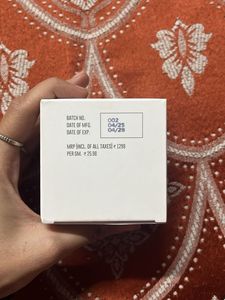 BATCH NO. 002
DATE OF MFG. 04/25
DATE OF EXP. 04/28
MRP (INCL. OF ALL TAXES) ₹ 1299
PER GM. ₹ 25.98